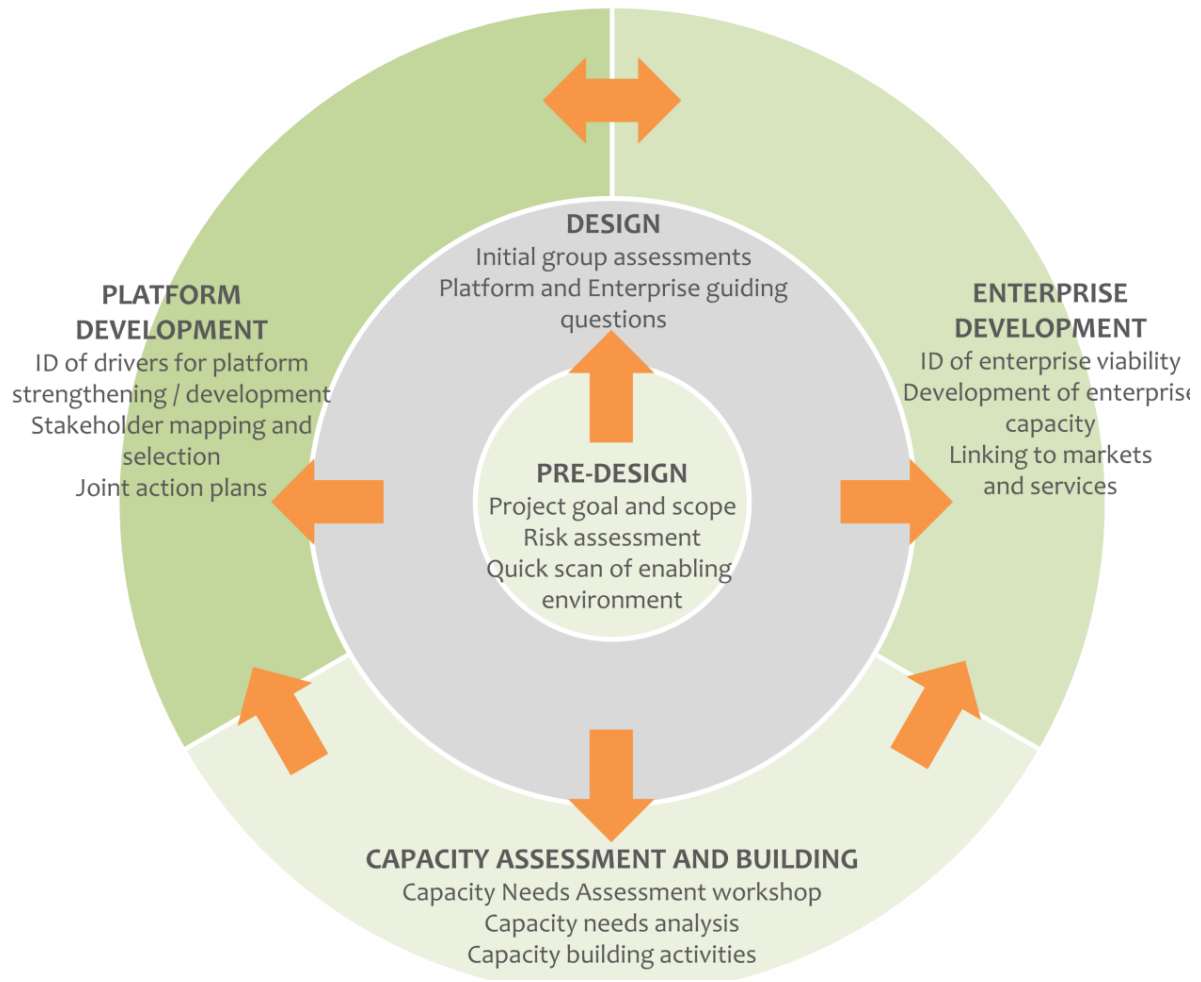 DESIGN
Initial group assessments
Platform and Enterprise guiding
questions
PLATFORM
DEVELOPMENT
ID of drivers for platform
strengthening / development
Stakeholder mapping and
selection
Joint action plans
ENTERPRISE
DEVELOPMENT
ID of enterprise viability
Development of enterprise
capacity
Linking to markets
and services
PRE-DESIGN
Project goal and scope
Risk assessment
Quick scan of enabling
environment
CAPACITY ASSESSMENT AND BUILDING
Capacity Needs Assessment workshop
Capacity needs analysis
Capacity building activities